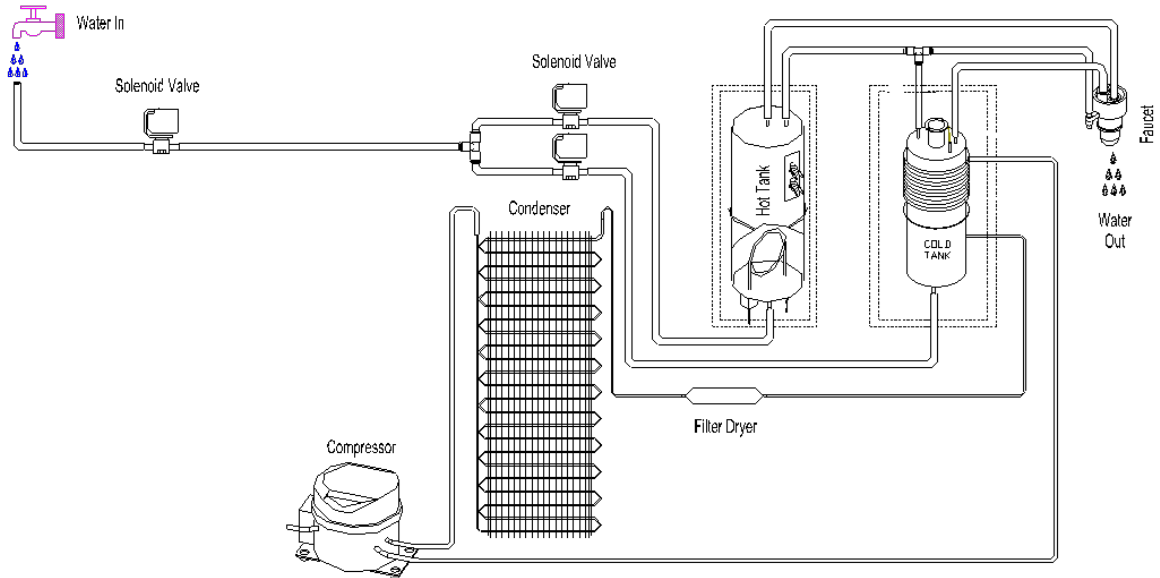 Water In
Solenoid Valve
Solenoid Valve
Faucet
Hot Tank
Condenser
Water
Out
COLD
TANK
Filter Dryer
Compressor